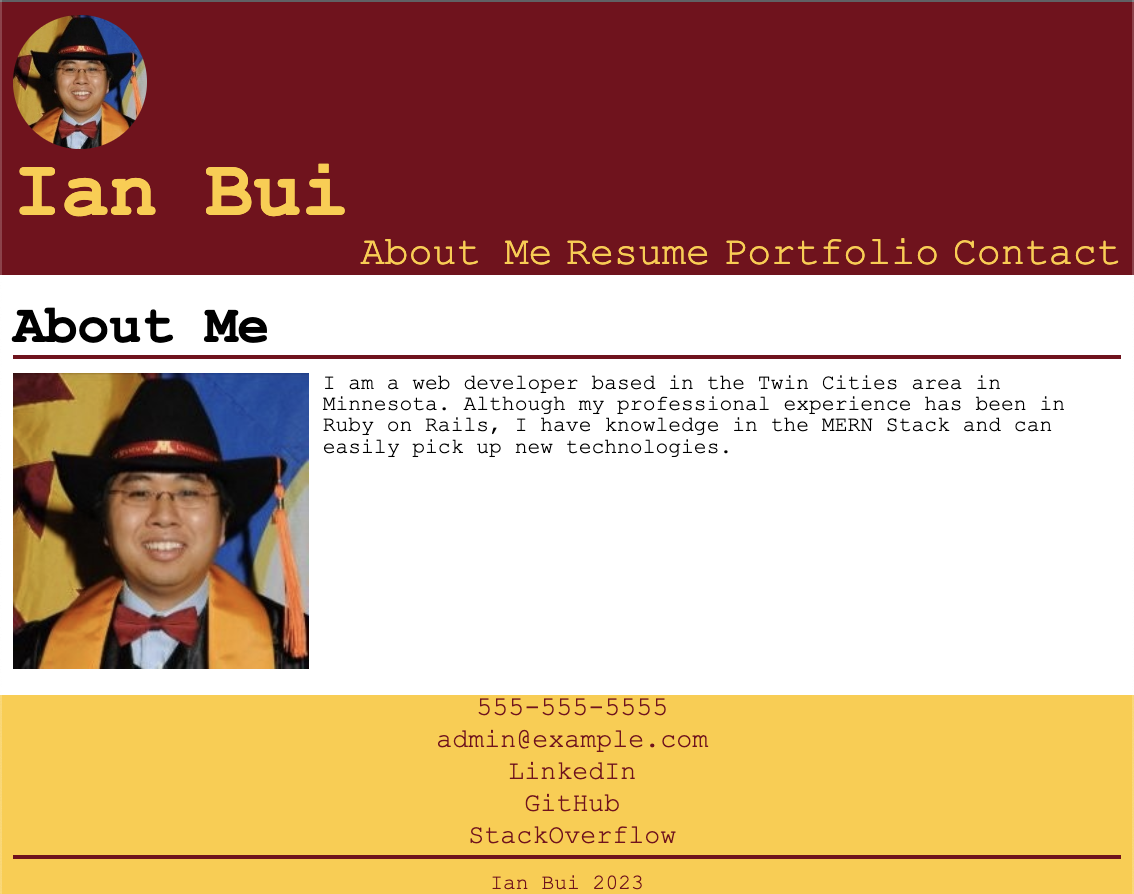 Ian Bui
About Me Resume Portfolio Contact
About Me
I am a web developer based in the Twin Cities area in
Minnesota. Although my professional experience has been in
Ruby on Rails, I have knowledge in the MERN Stack and can
easily pick up new technologies.
555-555-5555
admin@example.com
LinkedIn
GitHub
StackOverflow
Ian Bui 2023